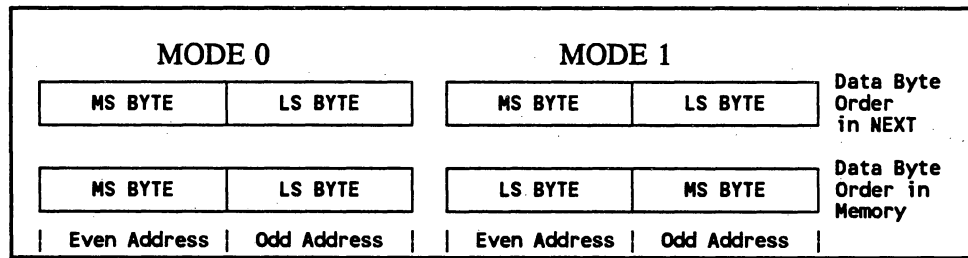 MODE 0 MODE 1
MS BYTE LS BYTE MS BYTE LS BYTE Data Byte Order in NEXT
MS BYTE LS BYTE LS BYTE MS BYTE Data Byte Order in Memory
| Even Address | Odd Address | | Even Address | Odd Address |